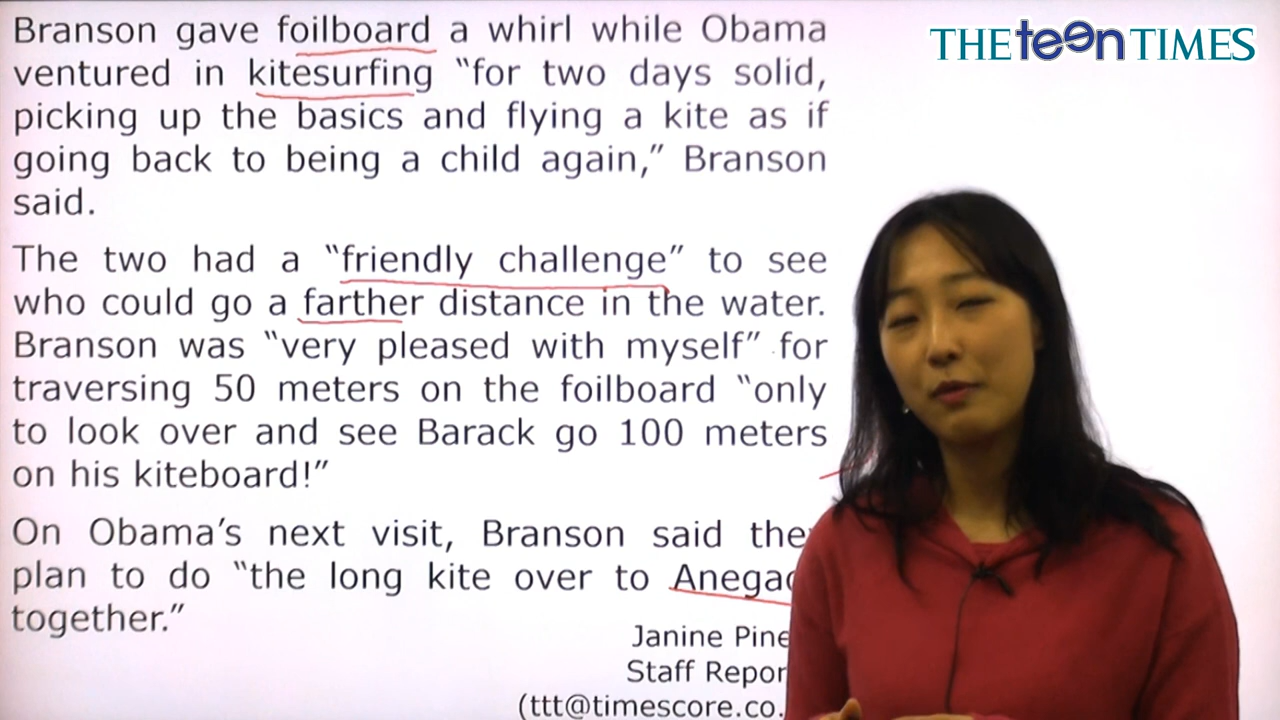 Branson gave foilboard a whirl while Obama
ventured in kitesurfing “for two days solid,
picking up the basics and flying a kite as if
going back to being a child again,” Branson
said.
The two had a “friendly challenge” to see
who could go a farther distance in the water.
Branson was “very pleased with myself” for
traversing 50 meters on the foilboard “only
to look over and see Barack go 100 meters
on his kiteboard!”
On Obama’s next visit, Branson said
plan to do “the long kite over to
together.”
Janine
Staff
(ttt@timescore.co.
THE teen TIMES